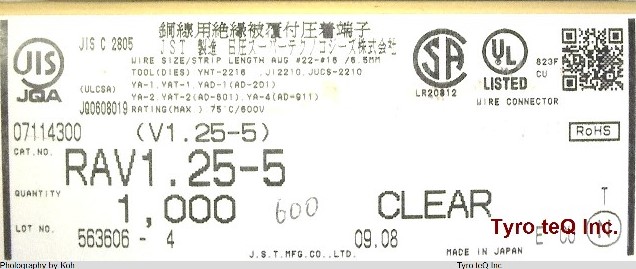 JIS C 2805
銅線用絶縁被覆付圧着端子
J.S.T 製造 日圧スーパーテクノロジーズ株式会社
WIRE SIZE/STRIP LENGTH AWG #22-#16 /6.5MM
TOOL(DIES) YNT-2216 ,JI2210,JUCS-2210
(ULCSA) YA-1,YAT-1,YAD-1(AD-201)
YA-2,YAT-2(AD-801),YA-4(AD-911)
JQ0608019 RATING(MAX.) 75℃/600V
JIS
JQA
SA
LR20812
UL
LISTED
823F
CU
WIRE CONNECTOR
RoHS
07114300 (V1.25-5)
CAT.NO. RAV1.25-5
QUANTITY 1,000 600 CLEAR
T
N
Tyro teQ Inc.
LOT NO. 563606 - 4 09.08
J.S.T.MFG.CO.,LTD. MADE IN JAPAN
Photography by Koh Tyro teQ Inc